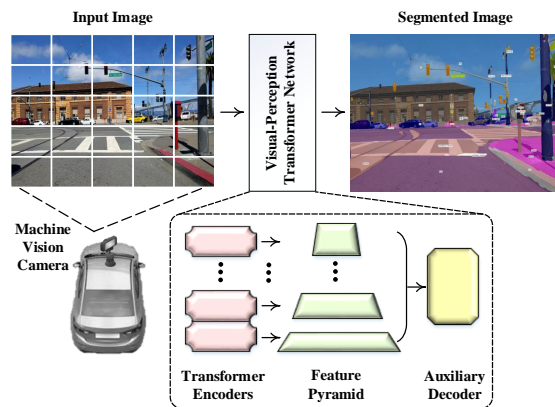 Input Image
Segmented Image
Visual-Perception
Transformer Network
Machine
Vision
Camera
Transformer
Encoders
Feature
Pyramid
Auxiliary
Decoder